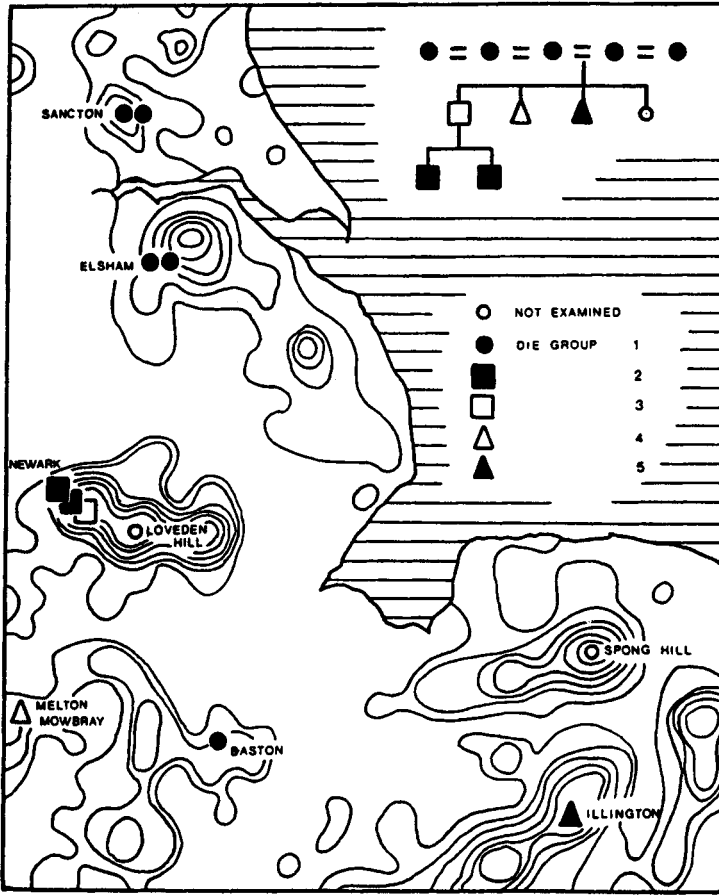 SANCTON
ELSHAM
NOT EXAMINED
DIE GROUP 1
2
3
4
5
NEWARK
LOVEDEN
HILL
SPONG HILL
MELTON
MOWBRAY
BASTON
ILLINGTON